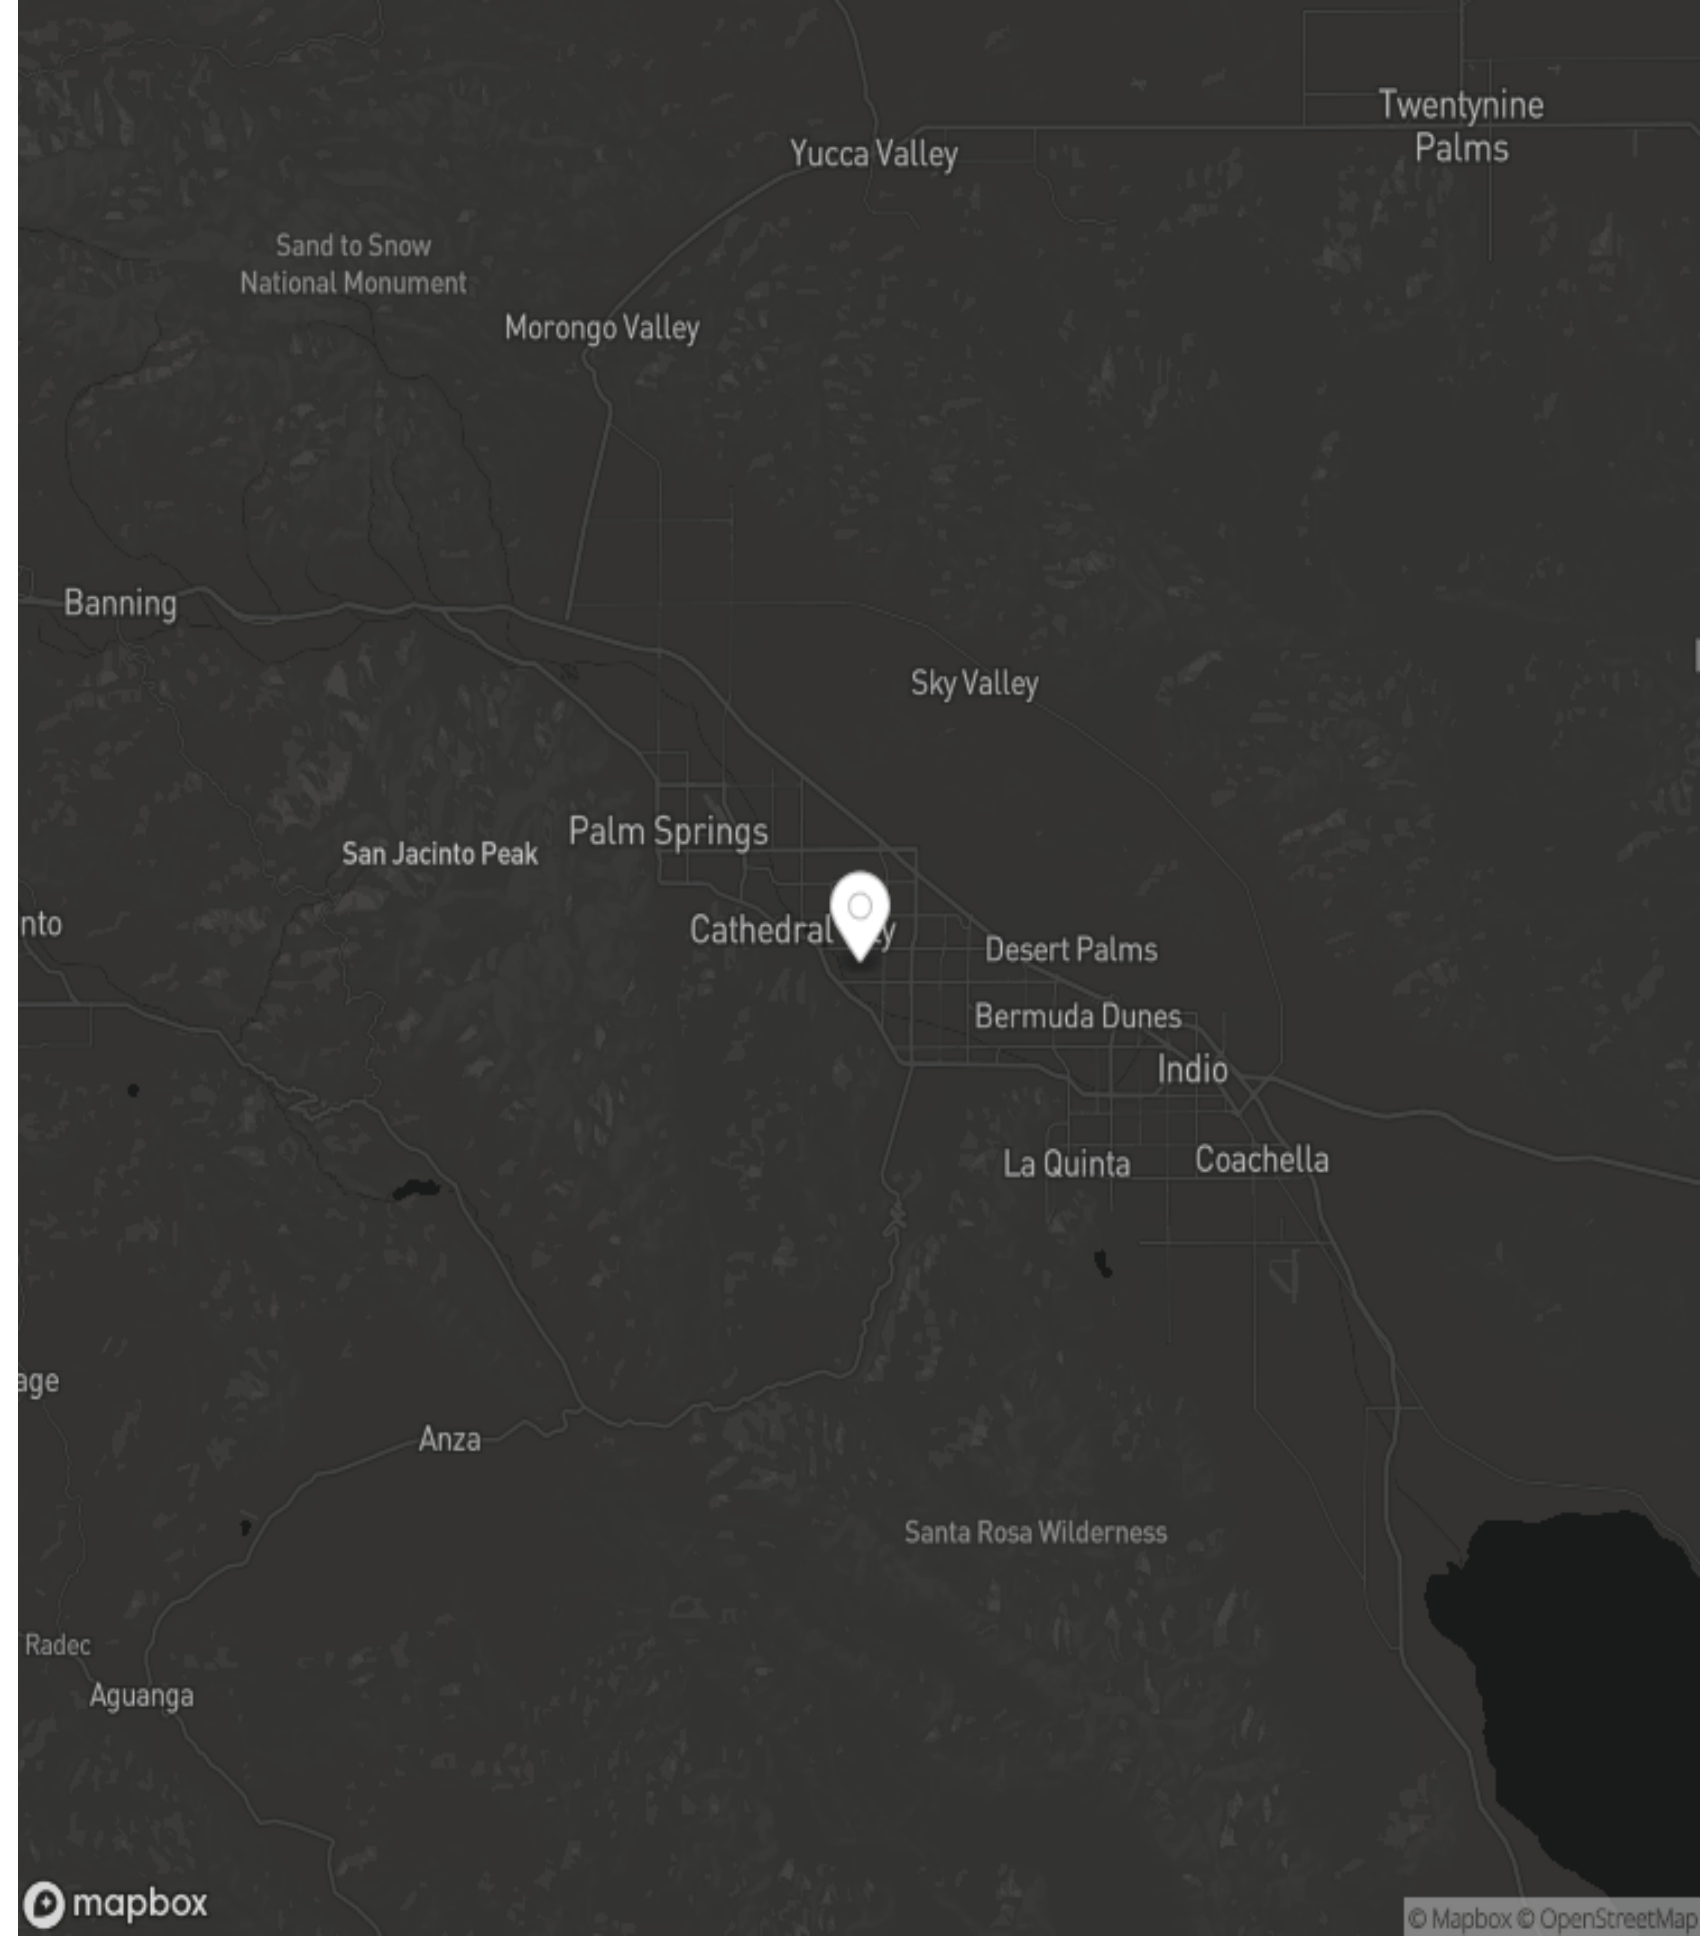 Twentynine
Palms
Yucca Valley
Sand to Snow
National Monument
Morongo Valley
Banning
Sky Valley
Palm Springs
San Jacinto Peak
nto
Cathedral
Desert Palms
Bermuda Dunes
Indio
La Quinta
Coachella
age
Anza
Santa Rosa Wilderness
Radec
Aguanga
mapbox
© Mapbox © OpenStreetMap